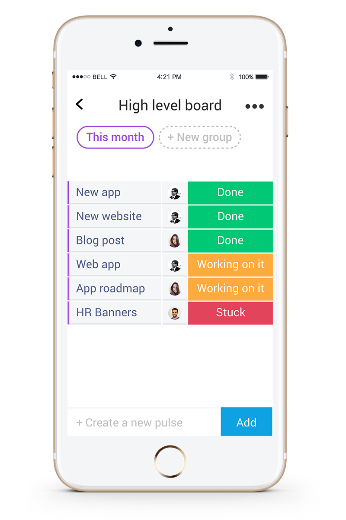 BELL 4:21 PM 100%
High level board
This month + New group
New app Done
New website Done
Blog post Done
Web app Working on it
App roadmap Working on it
HR Banners Stuck
+ Create a new pulse Add